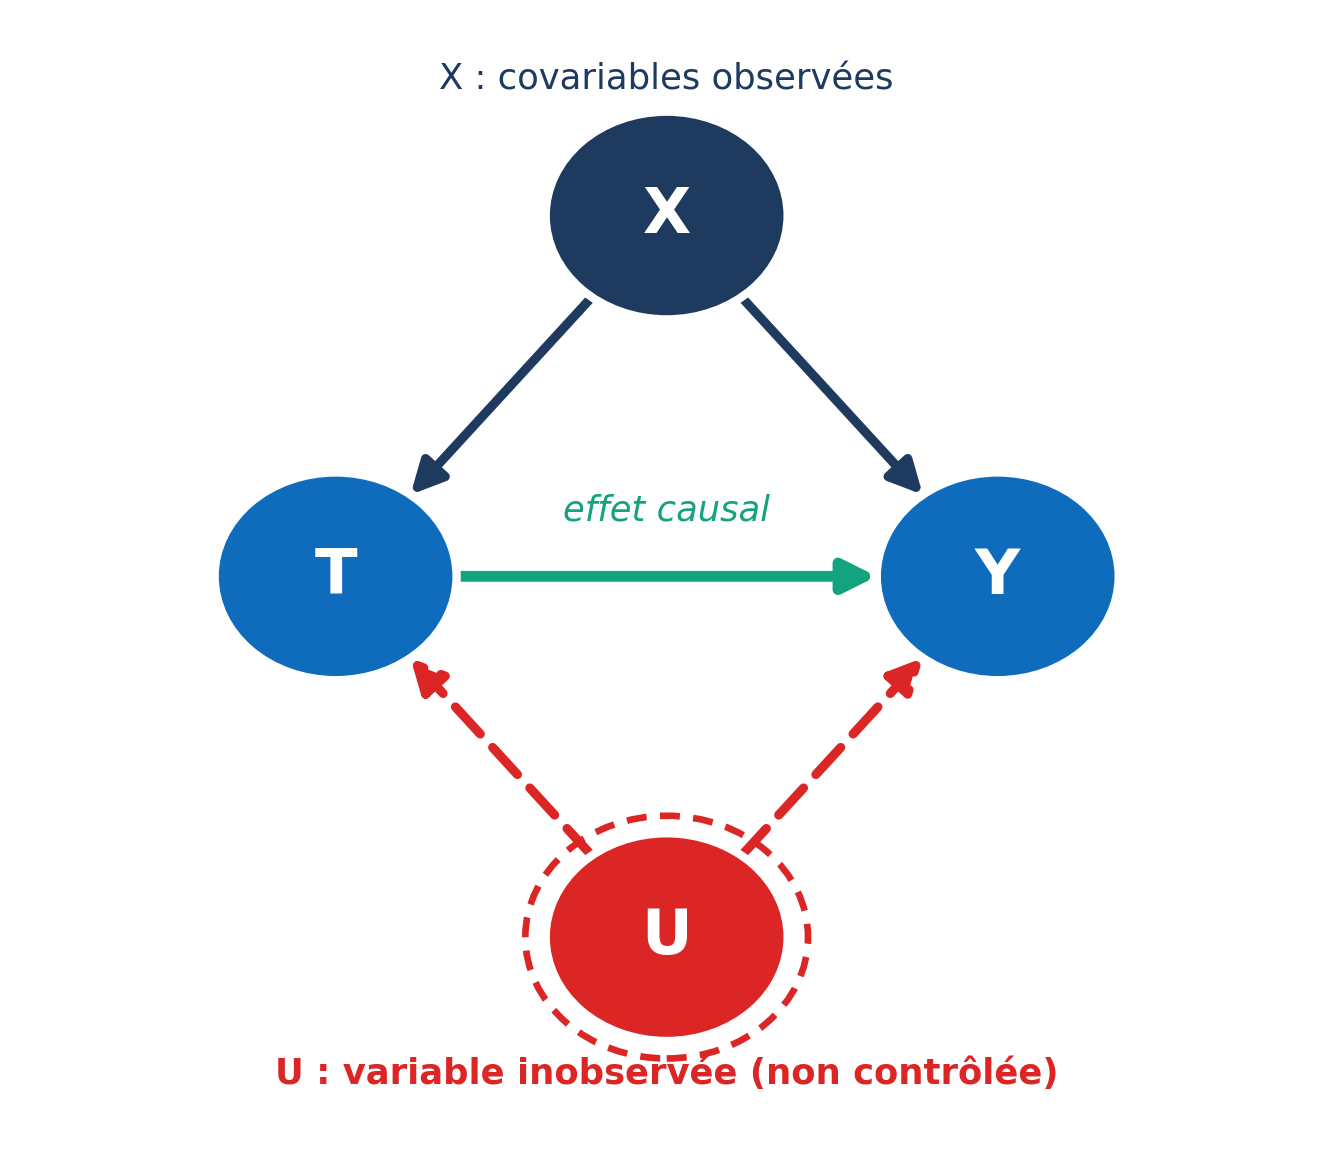 X : covariables observées
X
effet causal
T
Y
U
U : variable inobservée (non contrôlée)